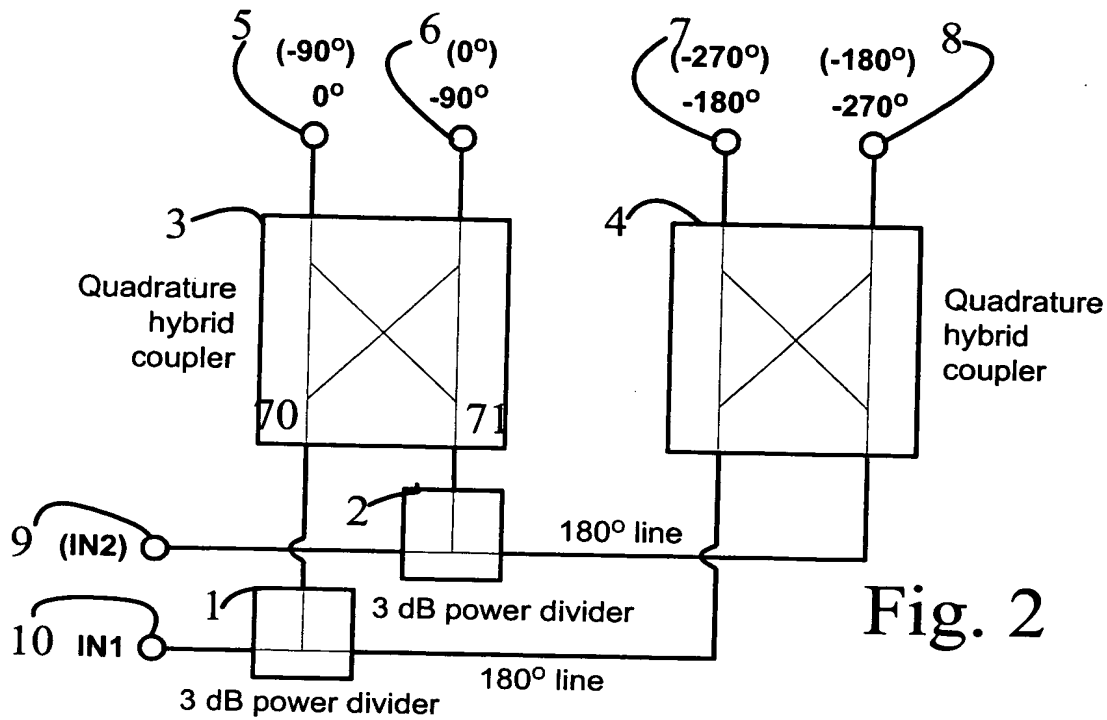 5
(-90°)
0°
6
(0°)
-90°
7
(-270°)
-180°
(-180°)
-270°
8
3
Quadrature
hybrid
coupler
70
71
4
Quadrature
hybrid
coupler
2
9
(IN2)
180° line
1
3 dB power divider
10
IN1
180° line
3 dB power divider
Fig. 2